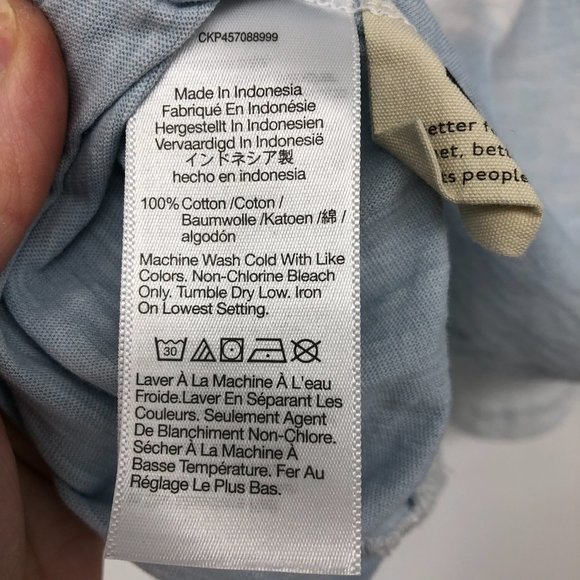 CKP457088999
Made In Indonesia
Fabriqué En Indonésie
Hergestellt In Indonesien
Vervaardigd In Indonesië
インドネシア製
hecho en indonesia
100% Cotton /Coton /
Baumwolle /Katoen /綿 /
algodón
Machine Wash Cold With Like
Colors. Non-Chlorine Bleach
Only. Tumble Dry Low. Iron
On Lowest Setting.
30
Laver À La Machine À L'eau
Froide.Laver En Séparant Les
Couleurs. Seulement Agent
De Blanchiment Non-Chlore.
Sécher À La Machine À
Basse Température. Fer Au
Réglage Le Plus Bas.
etter
et, bett
ts people